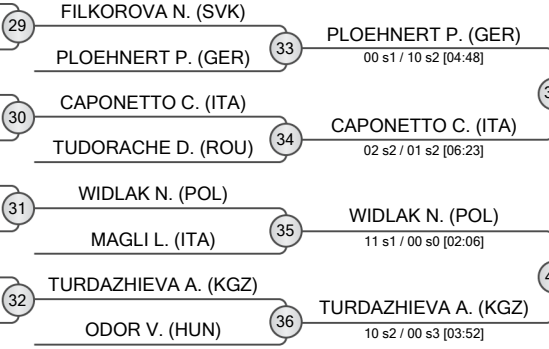 29
FILKOROVA N. (SVK)
PLOEHNERT P. (GER)
33
PLOEHNERT P. (GER)
00 s1 / 10 s2 [04:48]
30
CAPONETTO C. (ITA)
TUDORACHE D. (ROU)
34
CAPONETTO C. (ITA)
02 s2 / 01 s2 [06:23]
31
WIDLAK N. (POL)
MAGLI L. (ITA)
35
WIDLAK N. (POL)
11 s1 / 00 s0 [02:06]
32
TURDAZHIEVA A. (KGZ)
ODOR V. (HUN)
36
TURDAZHIEVA A. (KGZ)
10 s2 / 00 s3 [03:52]